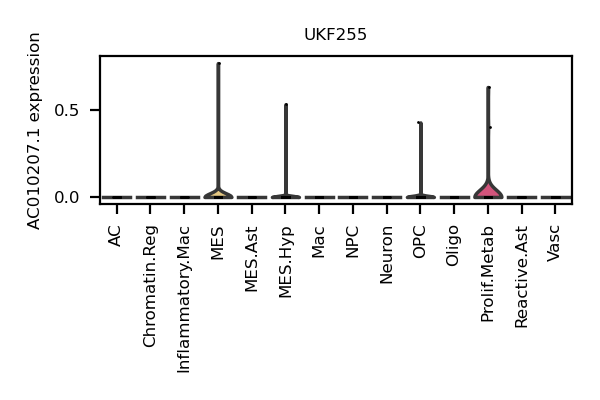 UKF255
AC010207.1 expression
0.5
0.0
AC
Chromatin.Reg
Inflammatory.Mac
MES
MES.Ast
MES.Hyp
Mac
NPC
Neuron
OPC
Oligo
Prolif.Metab
Reactive.Ast
Vasc